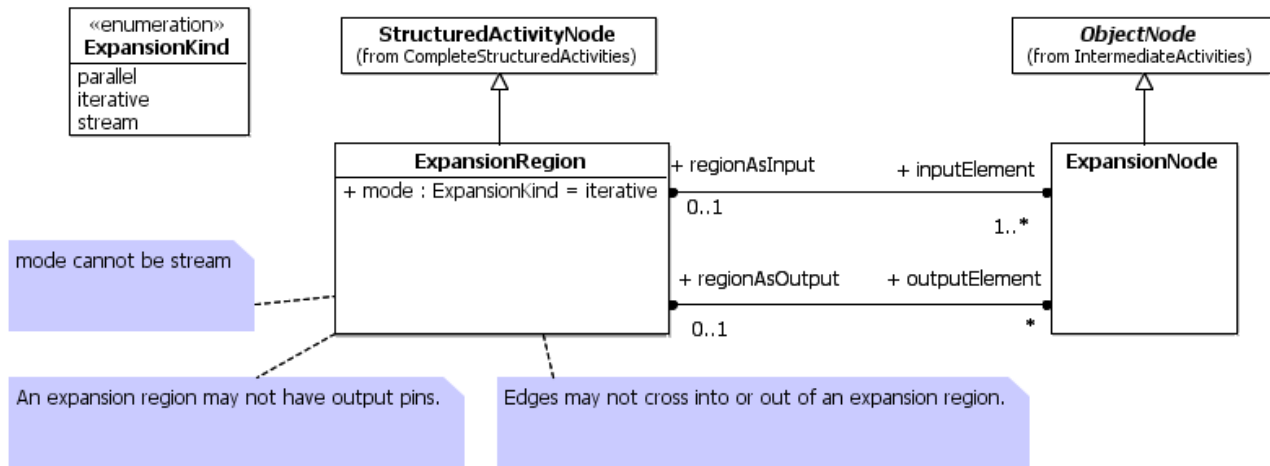 «enumeration»
ExpansionKind
parallel
iterative
stream
StructuredActivityNode
(from CompleteStructuredActivities)
ObjectNode
(from IntermediateActivities)
ExpansionRegion
+ mode : ExpansionKind = iterative
+ regionAsInput
+ inputElement
0..1
1..*
+ regionAsOutput
+ outputElement
0..1
*
ExpansionNode
mode cannot be stream
An expansion region may not have output pins.
Edges may not cross into or out of an expansion region.